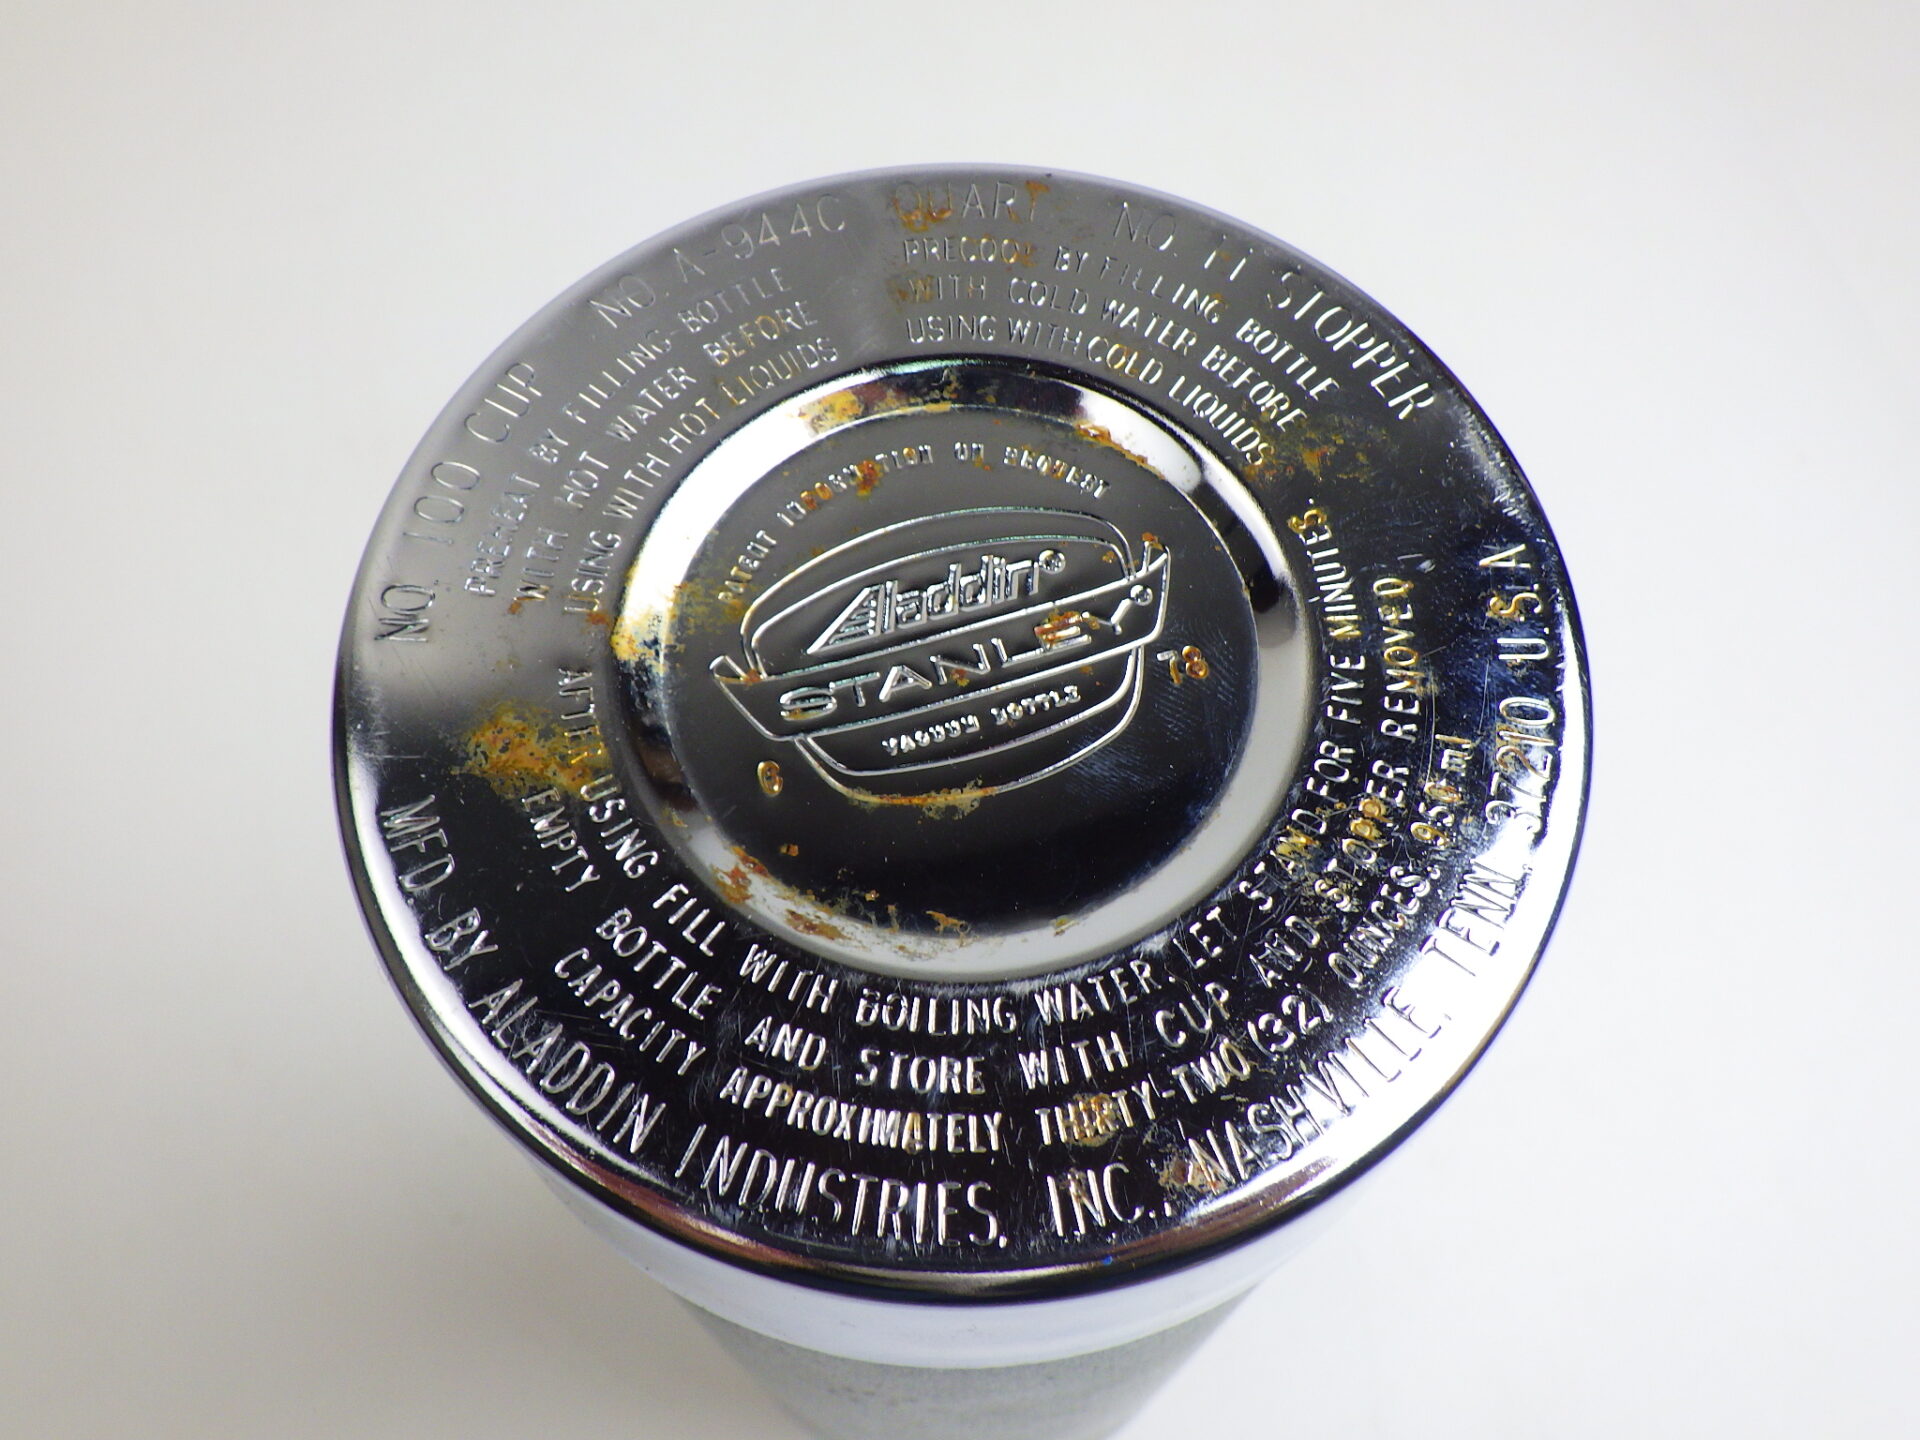 NO. 100 CUP NO. A-944C QUART NO. 11 STOPPER
PREHEAT BY FILLING BOTTLE
WITH HOT WATER BEFORE
USING WITH HOT LIQUIDS
PRECOOL BY FILLING BOTTLE
WITH COLD WATER BEFORE
USING WITH COLD LIQUIDS
PATENT INFORMATION ON REQUEST
Aladdin®
STANLEY®
VACUUM BOTTLE
6 78
AFTER USING FILL WITH BOILING WATER. LET STAND FOR FIVE MINUTES.
EMPTY BOTTLE AND STORE WITH CUP AND STOPPER REMOVED
CAPACITY APPROXIMATELY THIRTY-TWO (32) OUNCES. ml
MFD. BY ALADDIN INDUSTRIES, INC., NASHVILLE, TENN. 37210 U.S.A.